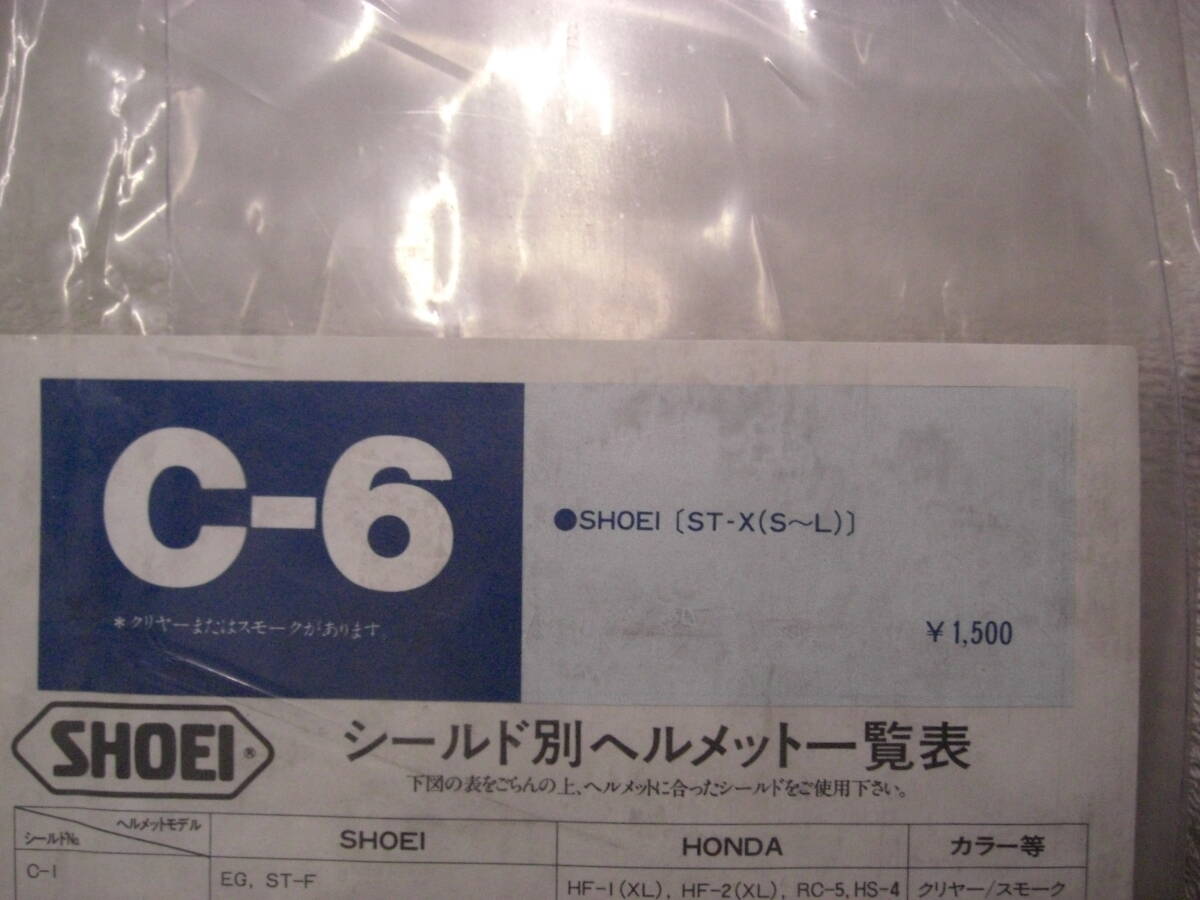 C-6
*クリヤーまたはスモークがあります。
●SHOEI〔ST-X(S〜L)〕
¥1,500
SHOEI®
シールド別ヘルメット一覧表
下図の表をごらんの上、ヘルメットに合ったシールドをご使用下さい。
ヘルメットモデル
シールドNo.
SHOEI
HONDA
カラー等
C-1
EG, ST-F
HF-1(XL), HF-2(XL), RC-5, HS-4
クリヤー/スモーク